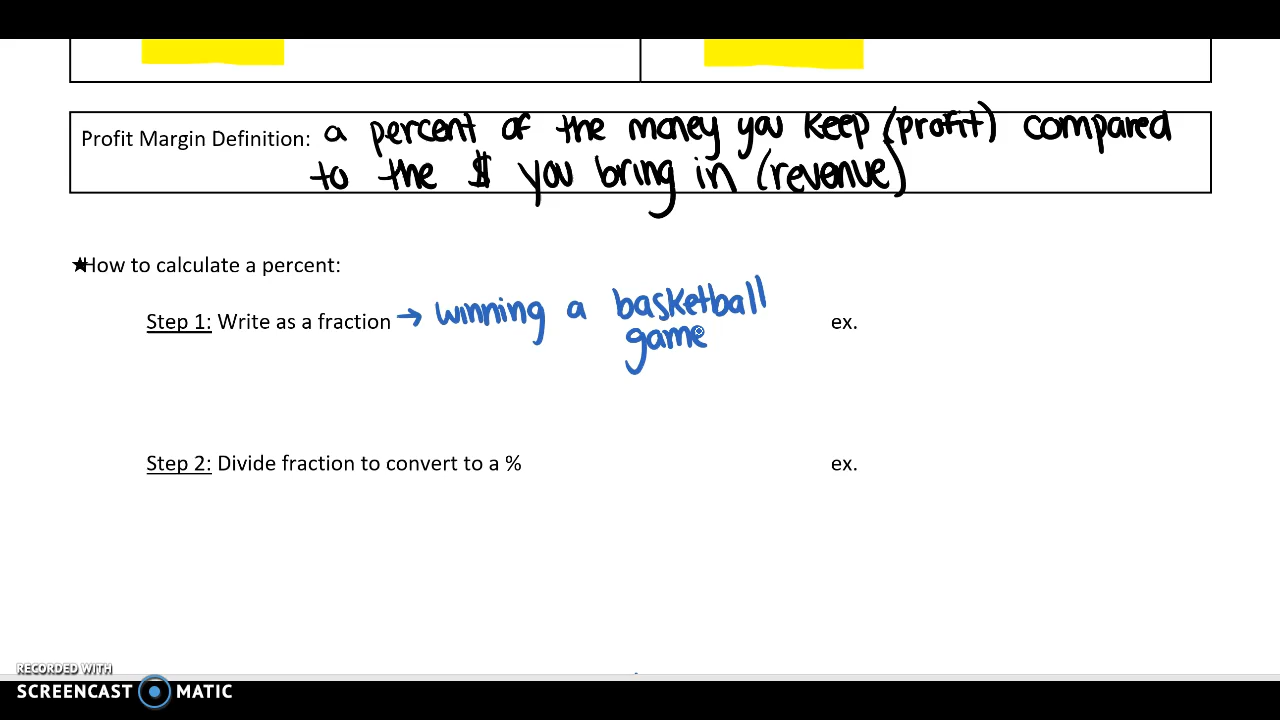 Profit Margin Definition: a percent of the money you keep (profit) compared
to the $ you bring in (revenue)
★How to calculate a percent:
Step 1: Write as a fraction → winning a basketball
game
ex.
Step 2: Divide fraction to convert to a %
ex.
RECORDED WITH
SCREENCAST MATIC